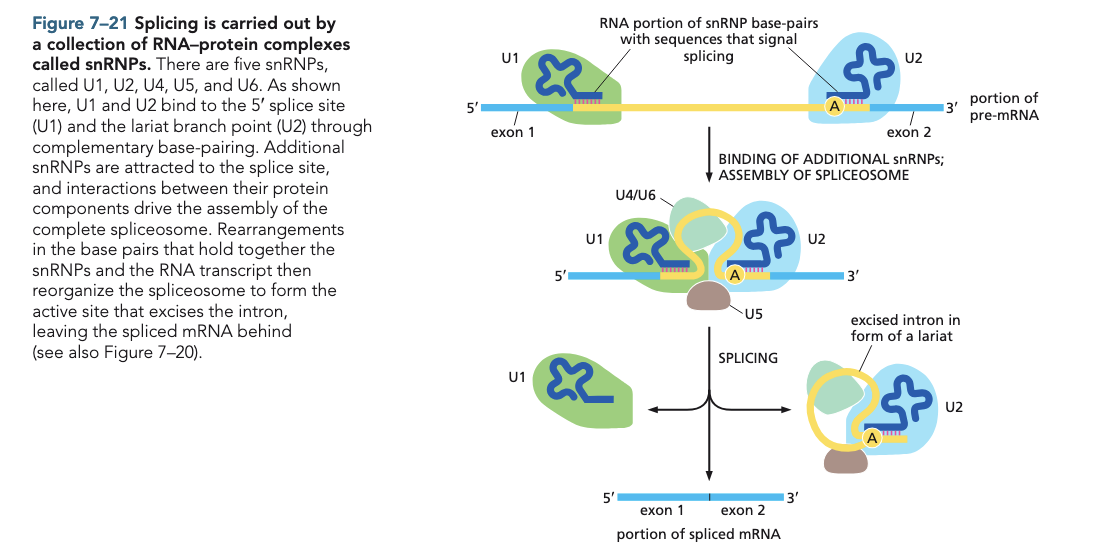 Figure 7–21 Splicing is carried out by
a collection of RNA–protein complexes
called snRNPs. There are five snRNPs,
called U1, U2, U4, U5, and U6. As shown
here, U1 and U2 bind to the 5′ splice site
(U1) and the lariat branch point (U2) through
complementary base-pairing. Additional
snRNPs are attracted to the splice site,
and interactions between their protein
components drive the assembly of the
complete spliceosome. Rearrangements
in the base pairs that hold together the
snRNPs and the RNA transcript then
reorganize the spliceosome to form the
active site that excises the intron,
leaving the spliced mRNA behind
(see also Figure 7–20).
RNA portion of snRNP base-pairs
with sequences that signal
splicing
U1
U2
5′
A
3′
portion of
pre-mRNA
exon 1
exon 2
BINDING OF ADDITIONAL snRNPs;
ASSEMBLY OF SPLICEOSOME
U4/U6
U1
U2
5′
A
3′
U5
SPLICING
excised intron in
form of a lariat
U1
U2
A
5′
3′
exon 1
exon 2
portion of spliced mRNA